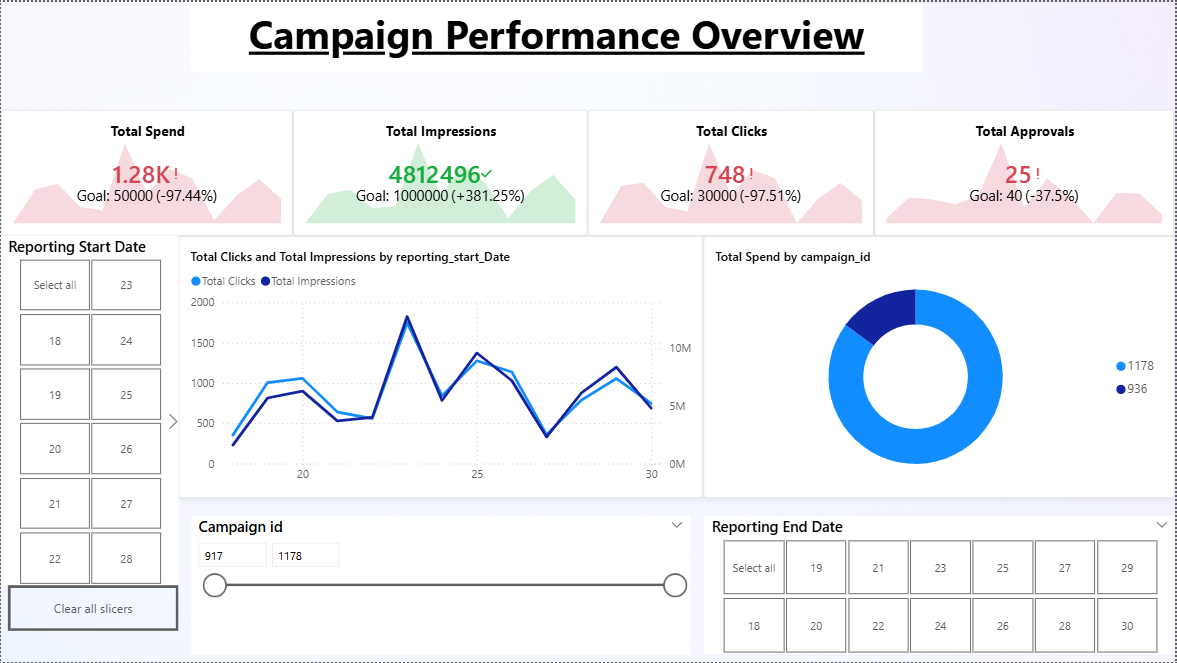 Campaign Performance Overview
Total Spend
1.28K!
Goal: 50000 (-97.44%)
Total Impressions
4812496
Goal: 1000000 (+381.25%)
Total Clicks
748!
Goal: 30000 (-97.51%)
Total Approvals
25!
Goal: 40 (-37.5%)
Reporting Start Date
Select all 23
18 24
19 25
20 26
21 27
22 28
Clear all slicers
Total Clicks and Total Impressions by reporting_start_Date
Total Clicks Total Impressions
2000
1500
1000
500
0
10M
5M
0M
20 25 30
Total Spend by campaign_id
1178
936
Campaign id
917 1178
Reporting End Date
Select all 19 21 23 25 27 29
18 20 22 24 26 28 30